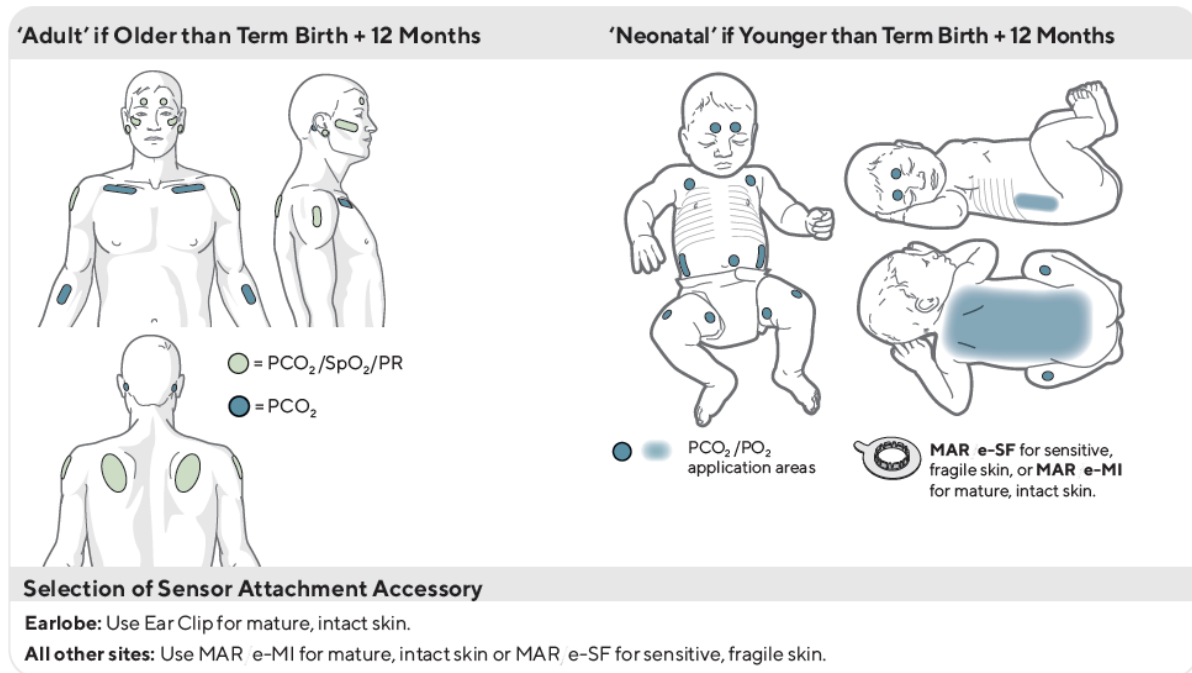 ‘Adult’ if Older than Term Birth + 12 Months
‘Neonatal’ if Younger than Term Birth + 12 Months
= PCO₂/SpO₂/PR
= PCO₂
PCO₂/PO₂
application areas
MAR e-SF for sensitive,
fragile skin, or MAR e-MI
for mature, intact skin.
Selection of Sensor Attachment Accessory
Earlobe: Use Ear Clip for mature, intact skin.
All other sites: Use MAR e-MI for mature, intact skin or MAR e-SF for sensitive, fragile skin.